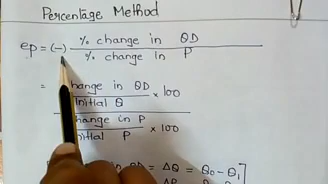 Percentage Method
ep = (-) % change in QD
% change in P
= change in QD
Initial Q × 100
change in P
Initial P × 100
= ΔQ = Q₀ - Q₁]